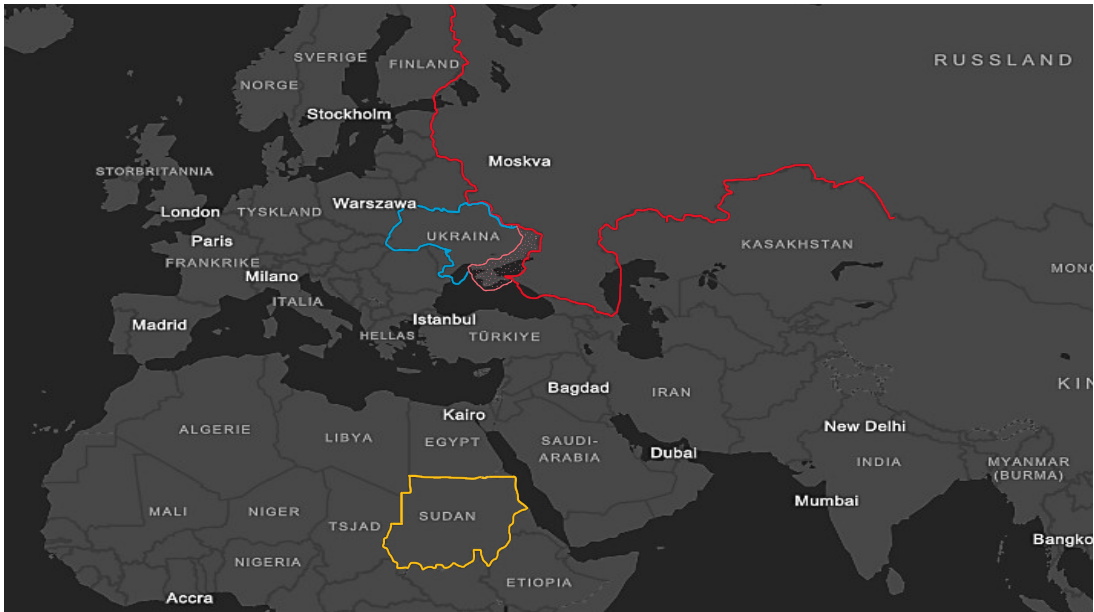 SVERIGE
FINLAND
RUSSLAND
NORGE
Stockholm
Moskva
STORBRITANNIA
London
TYSKLAND
Warszawa
Paris
UKRAINA
KASAKHSTAN
FRANKRIKE
Milano
MONG
ITALIA
Madrid
Istanbul
HELLAS
TÜRKIYE
Bagdad
IRAN
KIN
Kairo
ALGERIE
LIBYA
EGYPT
SAUDI-
ARABIA
Dubai
New Delhi
INDIA
MYANMAR
(BURMA)
Mumbai
MALI
NIGER
TSJAD
SUDAN
Bangko
NIGERIA
ETIOPIA
Accra